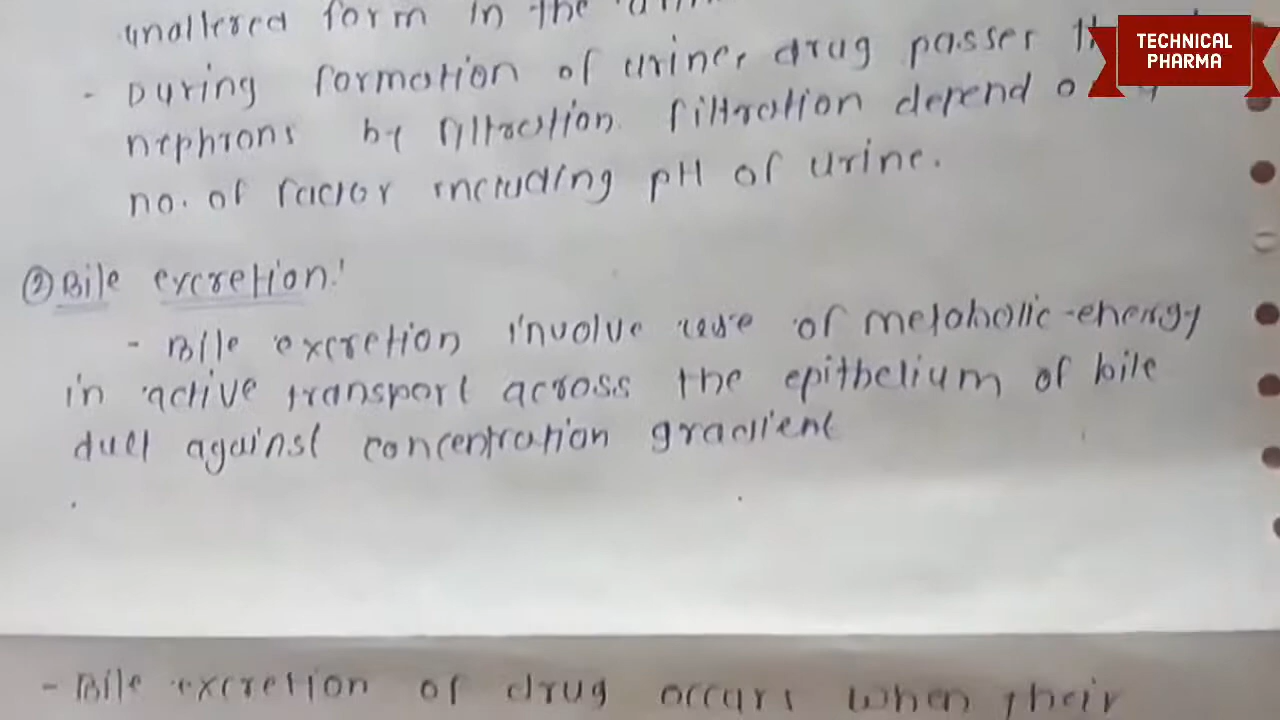 unaltered form in the
TECHNICAL
PHARMA
- During formation of urine, drug passes
nephrons by filtration. filtration depend on
no. of factor including pH of urine.
② Bile excretion:
- Bile excretion involve use of metabolic-energy
in active transport across the epithelium of bile
duct against concentration gradient
- Bile excretion of drug occurs when their